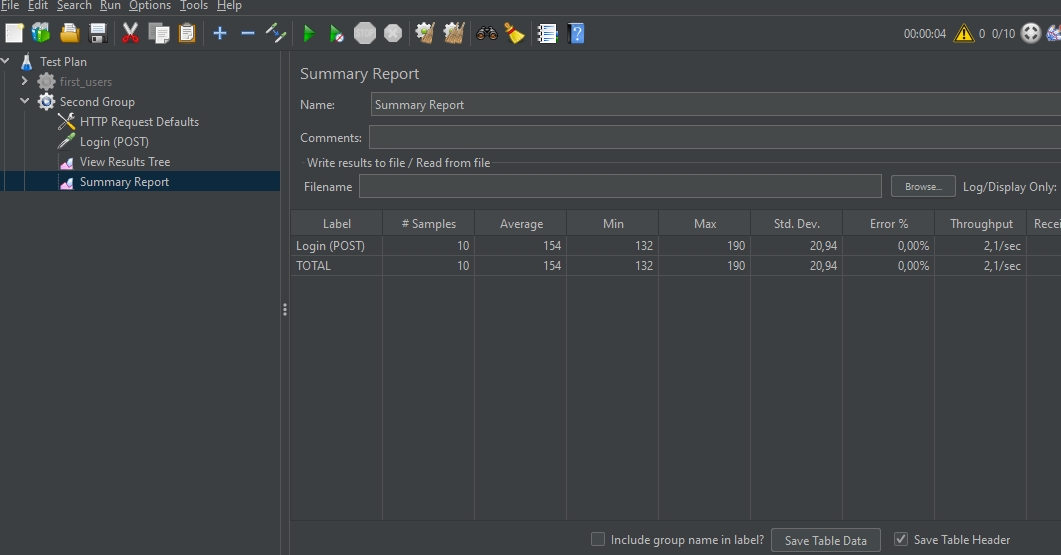 File Edit Search Run Options Tools Help
STOP
00:00:04 0 0/10
Test Plan
first_users
Second Group
HTTP Request Defaults
Login (POST)
View Results Tree
Summary Report
Summary Report
Name: Summary Report
Comments:
Write results to file / Read from file
Filename Browse... Log/Display Only:
Label # Samples Average Min Max Std. Dev. Error % Throughput Recei
Login (POST) 10 154 132 190 20,94 0,00% 2,1/sec
TOTAL 10 154 132 190 20,94 0,00% 2,1/sec
Include group name in label? Save Table Data Save Table Header